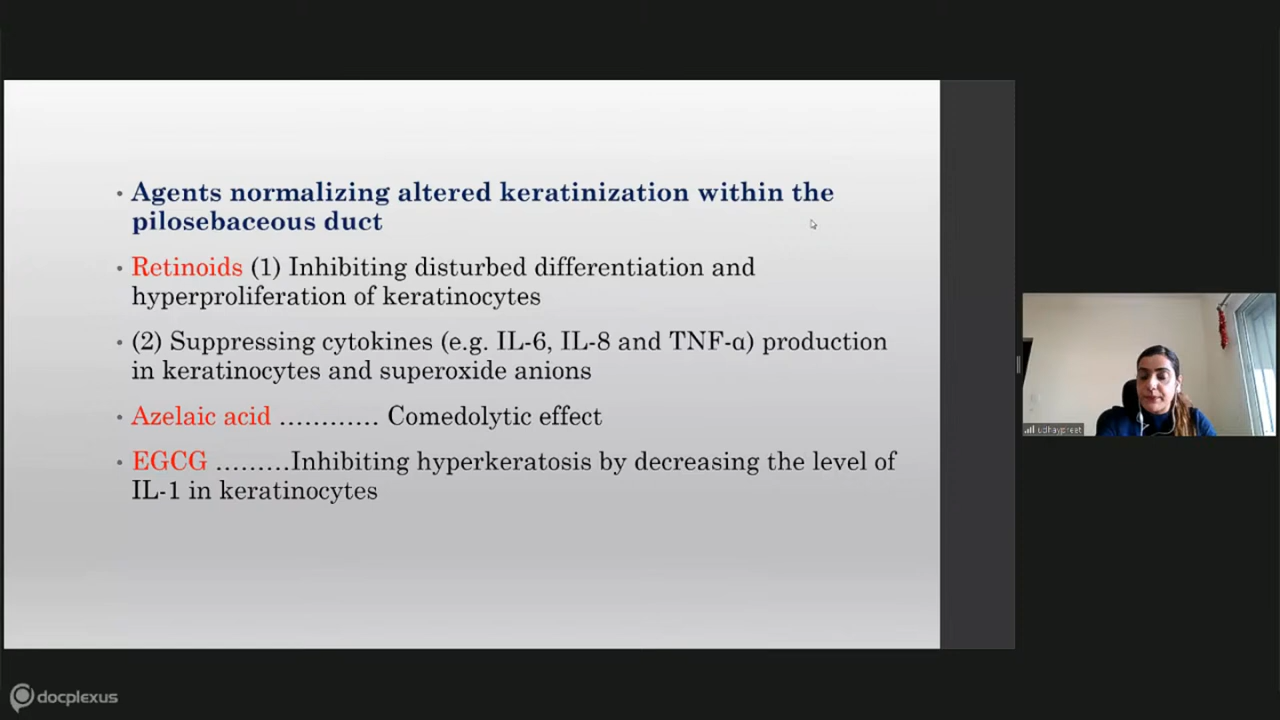 • Agents normalizing altered keratinization within the
pilosebaceous duct
• Retinoids (1) Inhibiting disturbed differentiation and
hyperproliferation of keratinocytes
• (2) Suppressing cytokines (e.g. IL-6, IL-8 and TNF-α) production
in keratinocytes and superoxide anions
• Azelaic acid ………… Comedolytic effect
• EGCG ………Inhibiting hyperkeratosis by decreasing the level of
IL-1 in keratinocytes
udhaypreet
docplexus